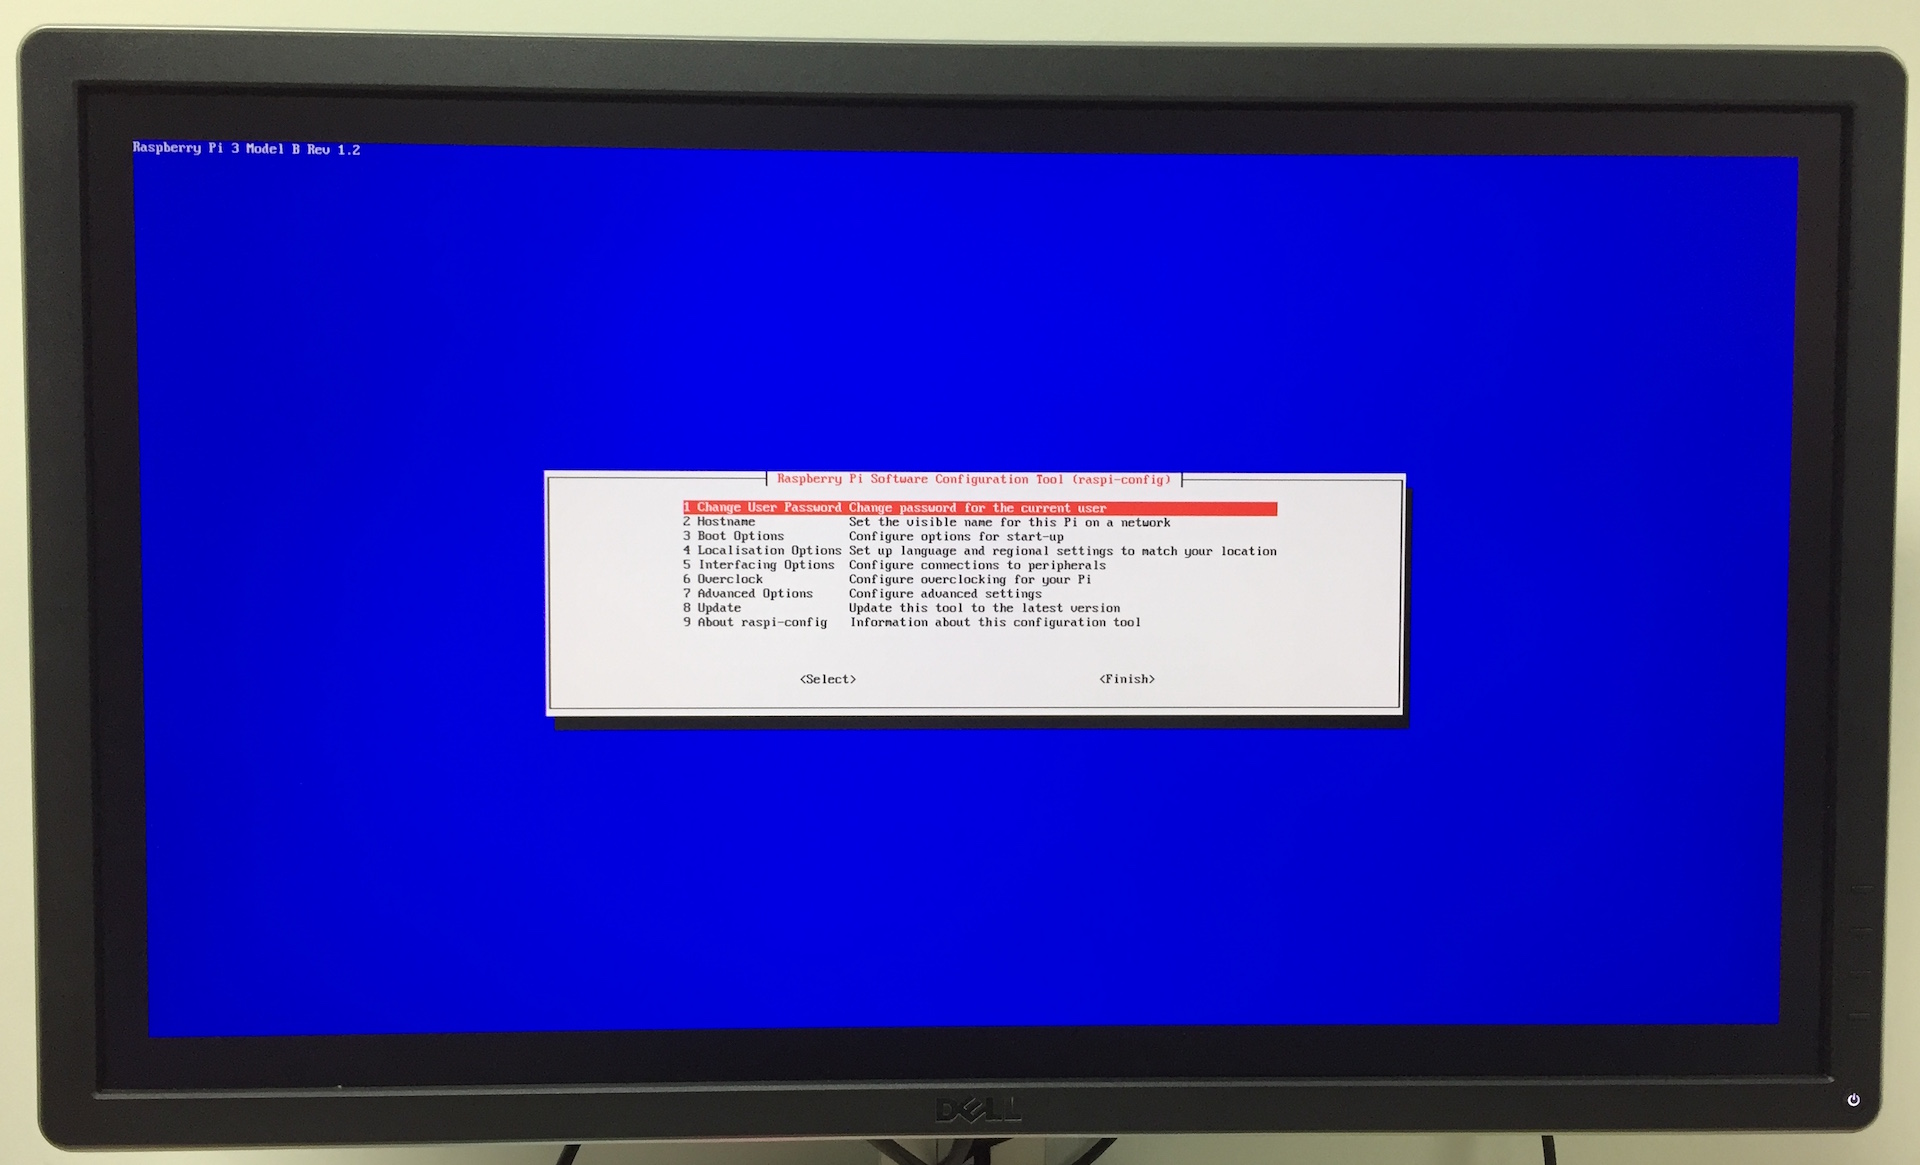 Raspberry Pi 3 Model B Rev 1.2
Raspberry Pi Software Configuration Tool (raspi-config)
1 Change User Password Change password for the current user
2 Hostname Set the visible name for this Pi on a network
3 Boot Options Configure options for start-up
4 Localisation Options Set up language and regional settings to match your location
5 Interfacing Options Configure connections to peripherals
6 Overclock Configure overclocking for your Pi
7 Advanced Options Configure advanced settings
8 Update Update this tool to the latest version
9 About raspi-config Information about this configuration tool
<Select> <Finish>
DELL